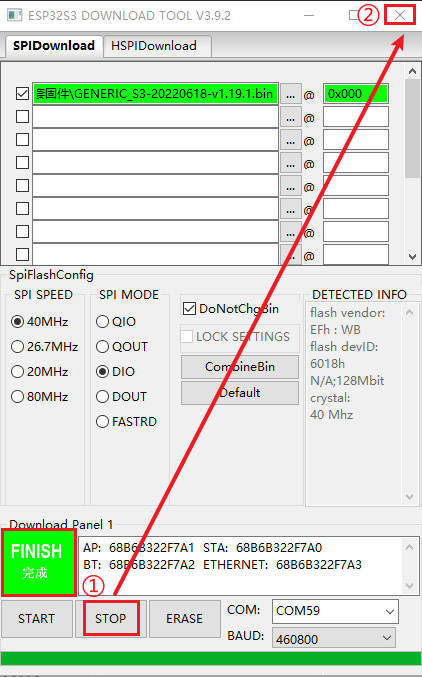 ESP32S3 DOWNLOAD TOOL V3.9.2
②
SPIDownload HSPIDownload
固件\GENERIC_S3-20220618-v1.19.1.bin ... @ 0x000
... @
... @
... @
... @
... @
... @
... @
SpiFlashConfig
SPI SPEED
40MHz
26.7MHz
20MHz
80MHz
SPI MODE
QIO
QOUT
DIO
DOUT
FASTRD
DoNotChgBin
LOCK SETTINGS
CombineBin
Default
DETECTED INFO
flash vendor:
EFh : WB
flash devID:
6018h
N/A;128Mbit
crystal:
40 Mhz
Download Panel 1
FINISH
完成
AP: 68B6B322F7A1 STA: 68B6B322F7A0
BT: 68B6B322F7A2 ETHERNET: 68B6B322F7A3
①
START STOP ERASE
COM: COM59
BAUD: 460800